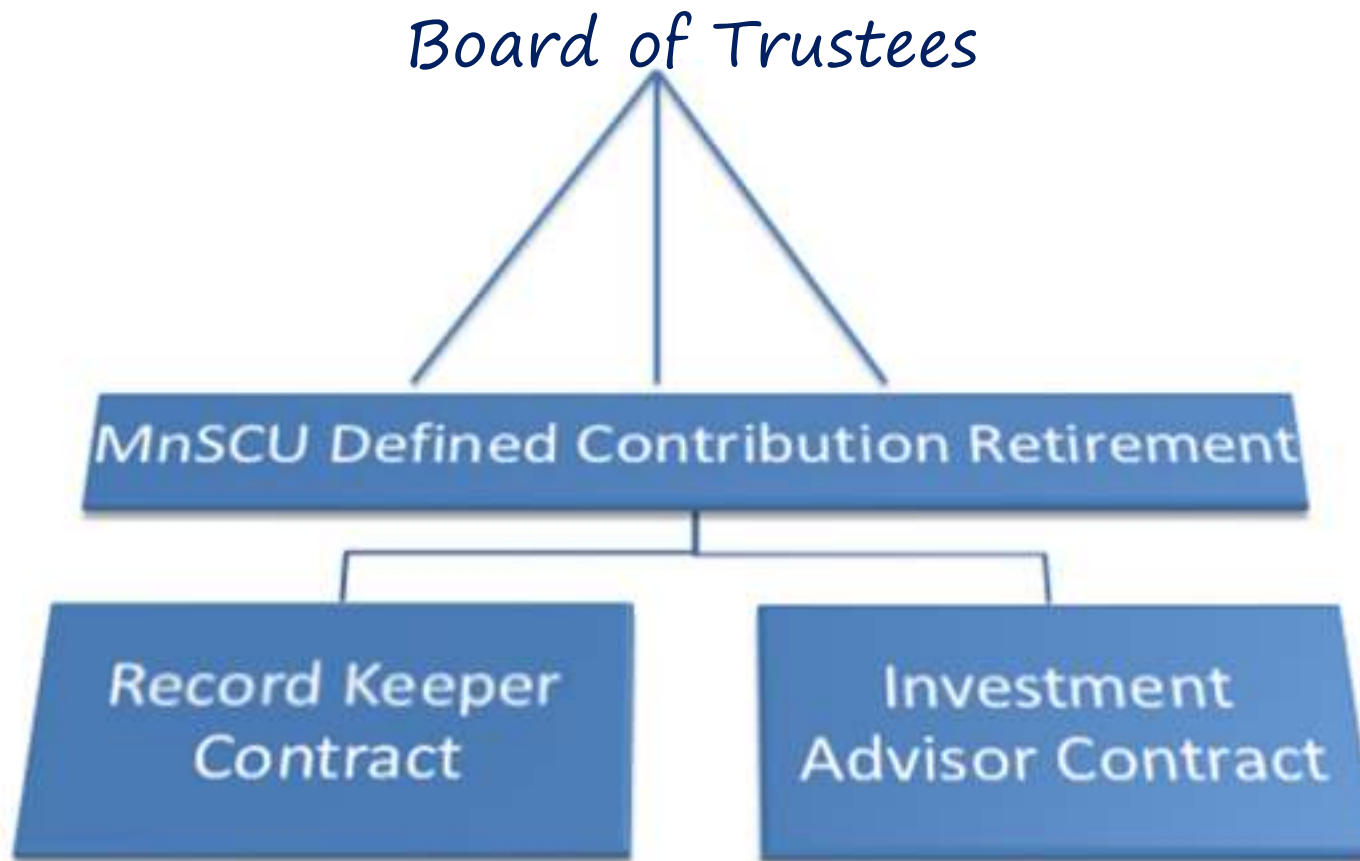 Board of Trustees
MnSCU Defined Contribution Retirement
Record Keeper
Contract
Investment
Advisor Contract